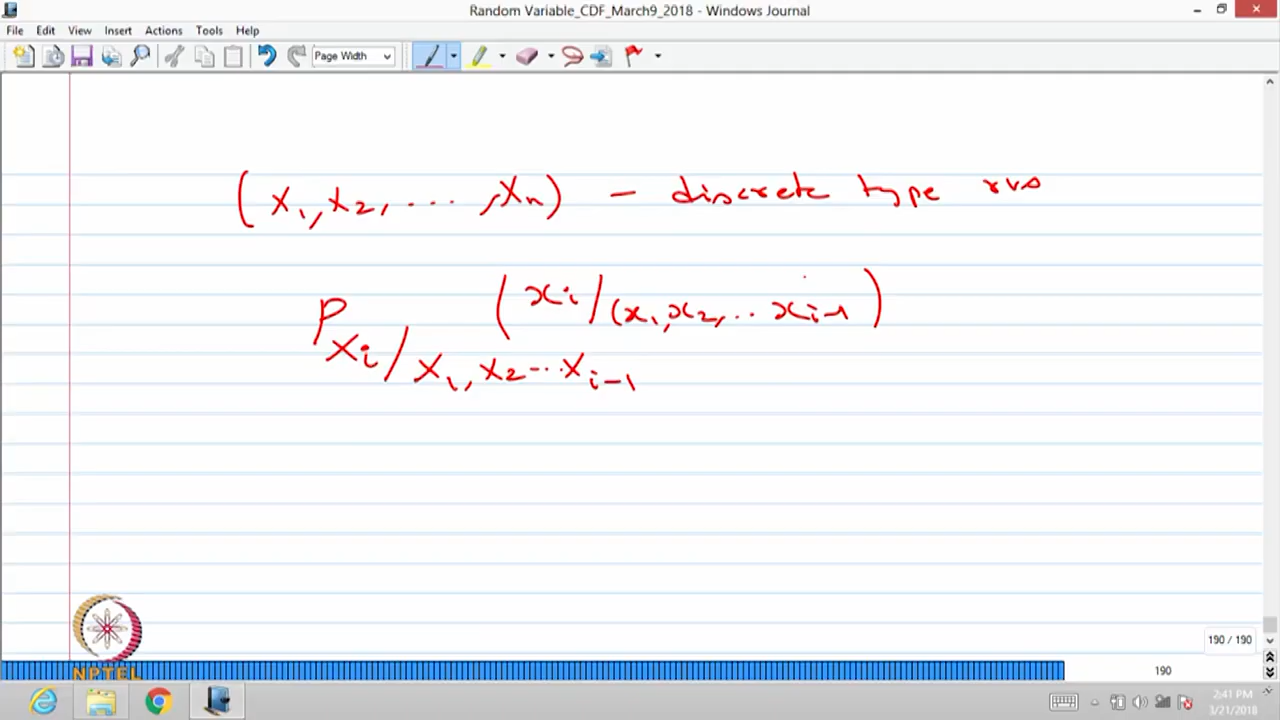 Random Variable_CDF_March9_2018 - Windows Journal
File Edit View Insert Actions Tools Help
Page Width
(X1, X2, ... , Xn) - discrete type rvs
P Xi/X1, X2...Xi-1 (xi/(x1, x2, .. xi-1)
190 / 190
NPTEL
190
2:41 PM
3/21/2018